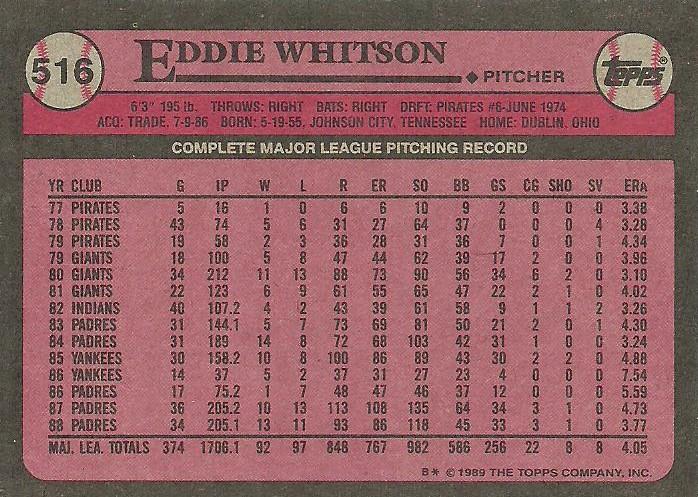 516
EDDIE WHITSON
PITCHER
TOPPS®
6'3" 195 lb. THROWS: RIGHT BATS: RIGHT DRFT: PIRATES #6-JUNE 1974
ACQ: TRADE, 7-9-86 BORN: 5-19-55, JOHNSON CITY, TENNESSEE HOME: DUBLIN, OHIO
COMPLETE MAJOR LEAGUE PITCHING RECORD
YR CLUB G IP W L R ER SO BB GS CG SHO SV ERA
77 PIRATES 5 16 1 0 6 6 10 9 2 0 0 0 3.38
78 PIRATES 43 74 5 6 31 27 64 37 0 0 0 4 3.28
79 PIRATES 19 58 2 3 36 28 31 36 7 0 0 1 4.34
79 GIANTS 18 100 5 8 47 44 62 39 17 2 0 0 3.96
80 GIANTS 34 212 11 13 88 73 90 56 34 6 2 0 3.10
81 GIANTS 22 123 6 9 61 55 65 47 22 2 1 0 4.02
82 INDIANS 40 107.2 4 2 43 39 61 58 9 1 1 2 3.26
83 PADRES 31 144.1 5 7 73 69 81 50 21 2 0 1 4.30
84 PADRES 31 189 14 8 72 68 103 42 31 1 0 0 3.24
85 YANKEES 30 158.2 10 8 100 86 89 43 30 2 2 0 4.88
86 YANKEES 14 37 5 2 37 31 27 23 4 0 0 0 7.54
86 PADRES 17 75.2 1 7 48 47 46 37 12 0 0 0 5.59
87 PADRES 36 205.2 10 13 113 108 135 64 34 3 1 0 4.73
88 PADRES 34 205.1 13 11 93 86 118 45 33 3 1 0 3.77
MAJ. LEA. TOTALS 374 1706.1 92 97 848 767 982 586 256 22 8 8 4.05
B* © 1989 THE TOPPS COMPANY, INC.